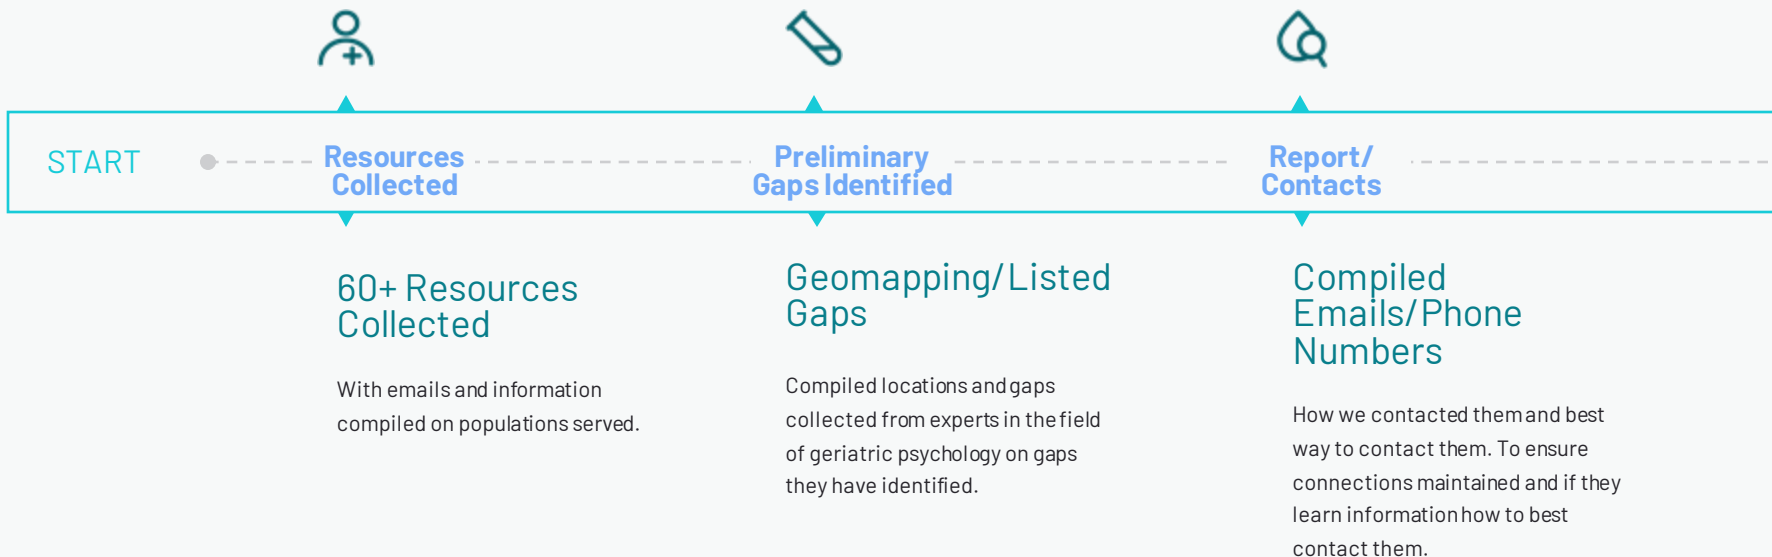 START
Resources
Collected
Preliminary
Gaps Identified
Report/
Contacts
60+ Resources
Collected
With emails and information
compiled on populations served.
Geomapping/Listed
Gaps
Compiled locations and gaps
collected from experts in the field
of geriatric psychology on gaps
they have identified.
Compiled
Emails/Phone
Numbers
How we contacted them and best
way to contact them. To ensure
connections maintained and if they
learn information how to best
contact them.